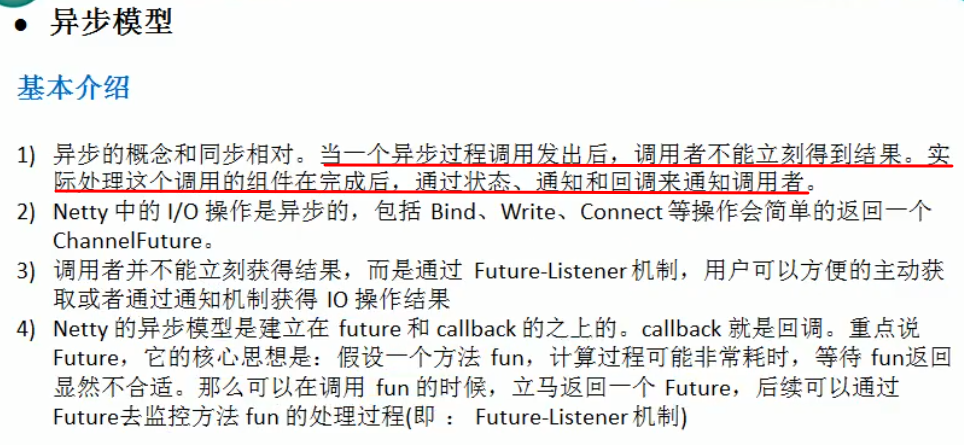 ● 异步模型
基本介绍
1) 异步的概念和同步相对。当一个异步过程调用发出后，调用者不能立刻得到结果。实
际处理这个调用的组件在完成后，通过状态、通知和回调来通知调用者。
2) Netty 中的 I/O 操作是异步的，包括 Bind、Write、Connect 等操作会简单的返回一个
ChannelFuture。
3) 调用者并不能立刻获得结果，而是通过 Future-Listener 机制，用户可以方便的主动获
取或者通过通知机制获得 IO 操作结果
4) Netty 的异步模型是建立在 future 和 callback 的之上的。callback 就是回调。重点说
Future，它的核心思想是：假设一个方法 fun，计算过程可能非常耗时，等待 fun返回
显然不合适。那么可以在调用 fun 的时候，立马返回一个 Future，后续可以通过
Future去监控方法 fun 的处理过程(即 ： Future-Listener 机制)